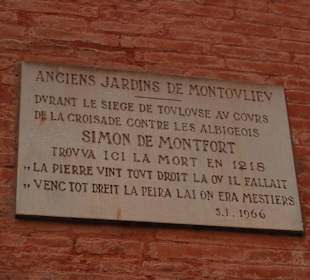 ANCIENS JARDINS DE MONTOVLIEV
DVRANT LE SIEGE DE TOVLOVSE AV COVRS
DE LA CROISADE CONTRE LES ALBIGEOIS
SIMON DE MONTFORT
TROVVA ICI LA MORT EN 1218
„ LA PIERRE VINT TOVT DROIT LA OV IL FALLAIT
„ VENC TOT DREIT LA PEIRA LAI ON ERA MESTIERS
S.I. 1966